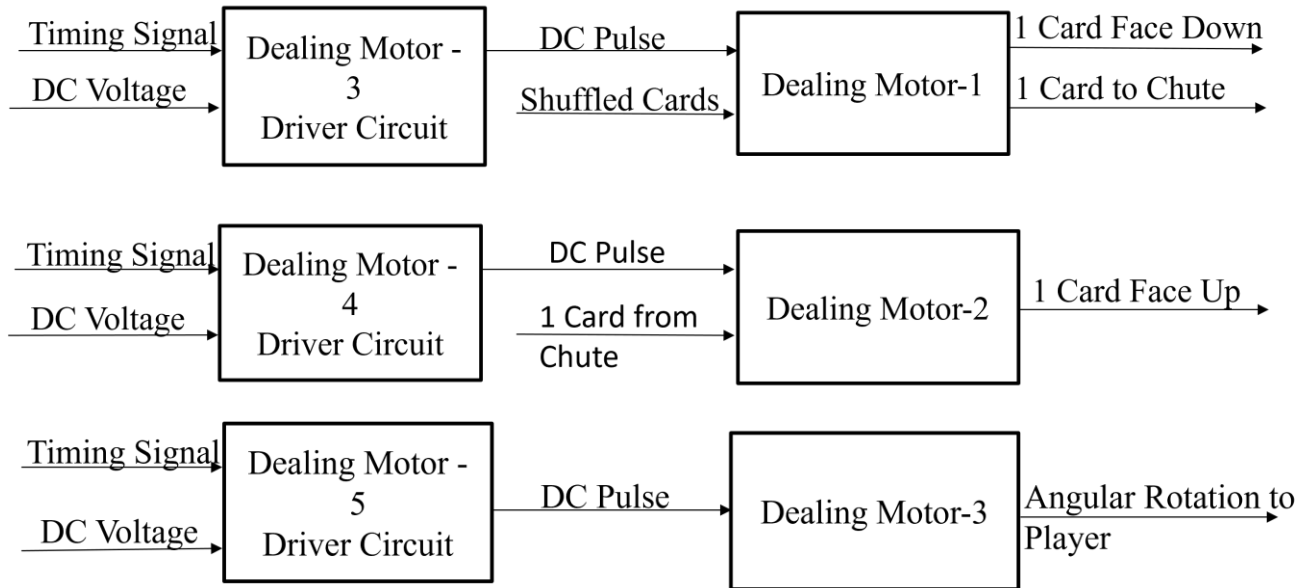 Timing Signal
DC Voltage
Dealing Motor -
3
Driver Circuit
DC Pulse
Shuffled Cards
Dealing Motor-1
1 Card Face Down
1 Card to Chute
Timing Signal
DC Voltage
Dealing Motor -
4
Driver Circuit
DC Pulse
1 Card from
Chute
Dealing Motor-2
1 Card Face Up
Timing Signal
DC Voltage
Dealing Motor -
5
Driver Circuit
DC Pulse
Dealing Motor-3
Angular Rotation to
Player